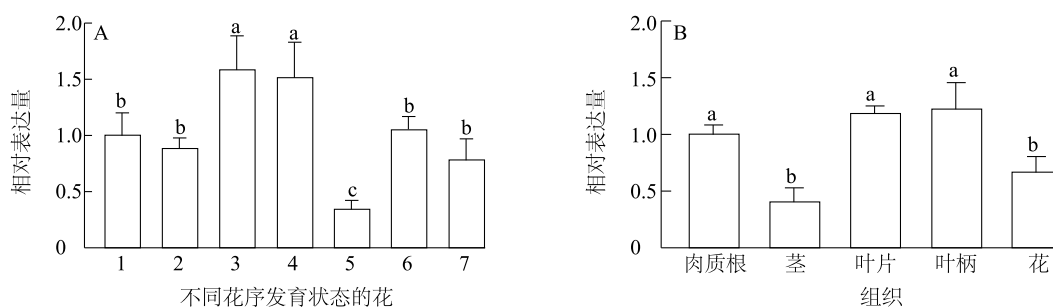 A
2.0
1.5
1.0
0.5
0
相对表达量
b
b
a
a
c
b
b
1 2 3 4 5 6 7
不同花序发育状态的花
B
2.0
1.5
1.0
0.5
0
相对表达量
a
b
a
a
b
肉质根 茎 叶片 叶柄 花
组织